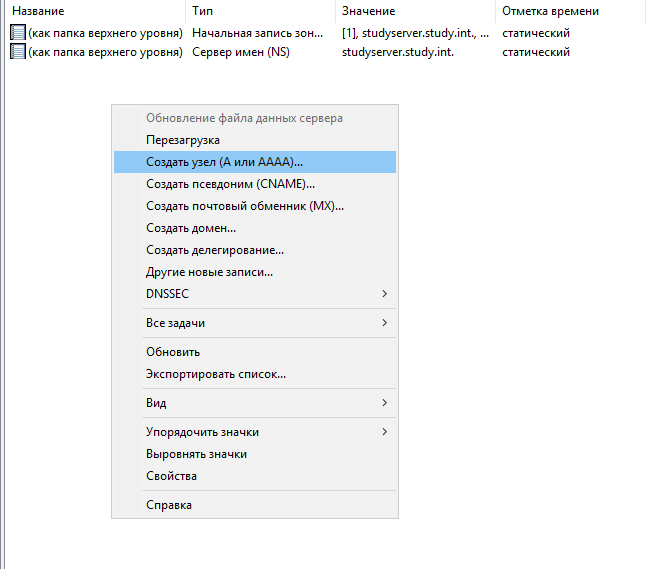 Название Тип Значение Отметка времени
(как папка верхнего уровня) Начальная запись зон... [1], studyserver.study.int., ... статический
(как папка верхнего уровня) Сервер имен (NS) studyserver.study.int. статический
Обновление файла данных сервера
Перезагрузка
Создать узел (A или AAAA)...
Создать псевдоним (CNAME)...
Создать почтовый обменник (MX)...
Создать домен...
Создать делегирование...
Другие новые записи...
DNSSEC
Все задачи
Обновить
Экспортировать список...
Вид
Упорядочить значки
Выровнять значки
Свойства
Справка